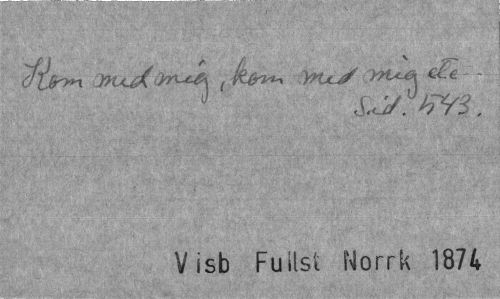 Kom med mig, kom med mig etc
Sid. 543.
Visb Fullst Norrk 1874